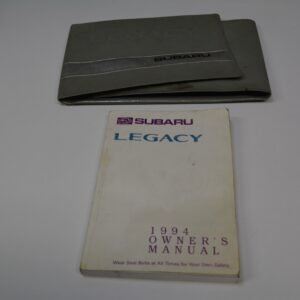 SUBARU
SUBARU
LEGACY
1994
OWNER'S
MANUAL
Wear Seat Belts at All Times for Your Own Safety